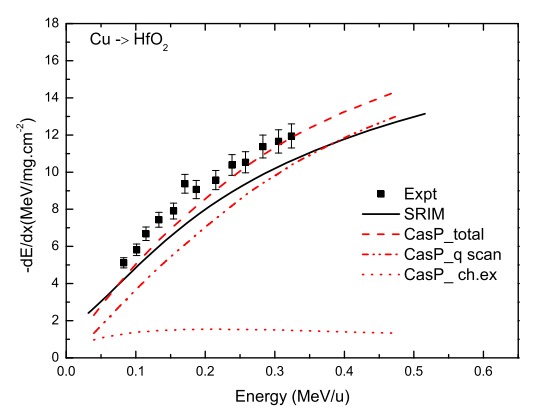 Cu -> HfO2
18
16
14
12
10
8
6
4
2
0
-dE/dx(MeV/mg.cm-2)
Expt
SRIM
CasP_total
CasP_q scan
CasP_ ch.ex
0.0 0.1 0.2 0.3 0.4 0.5 0.6
Energy (MeV/u)